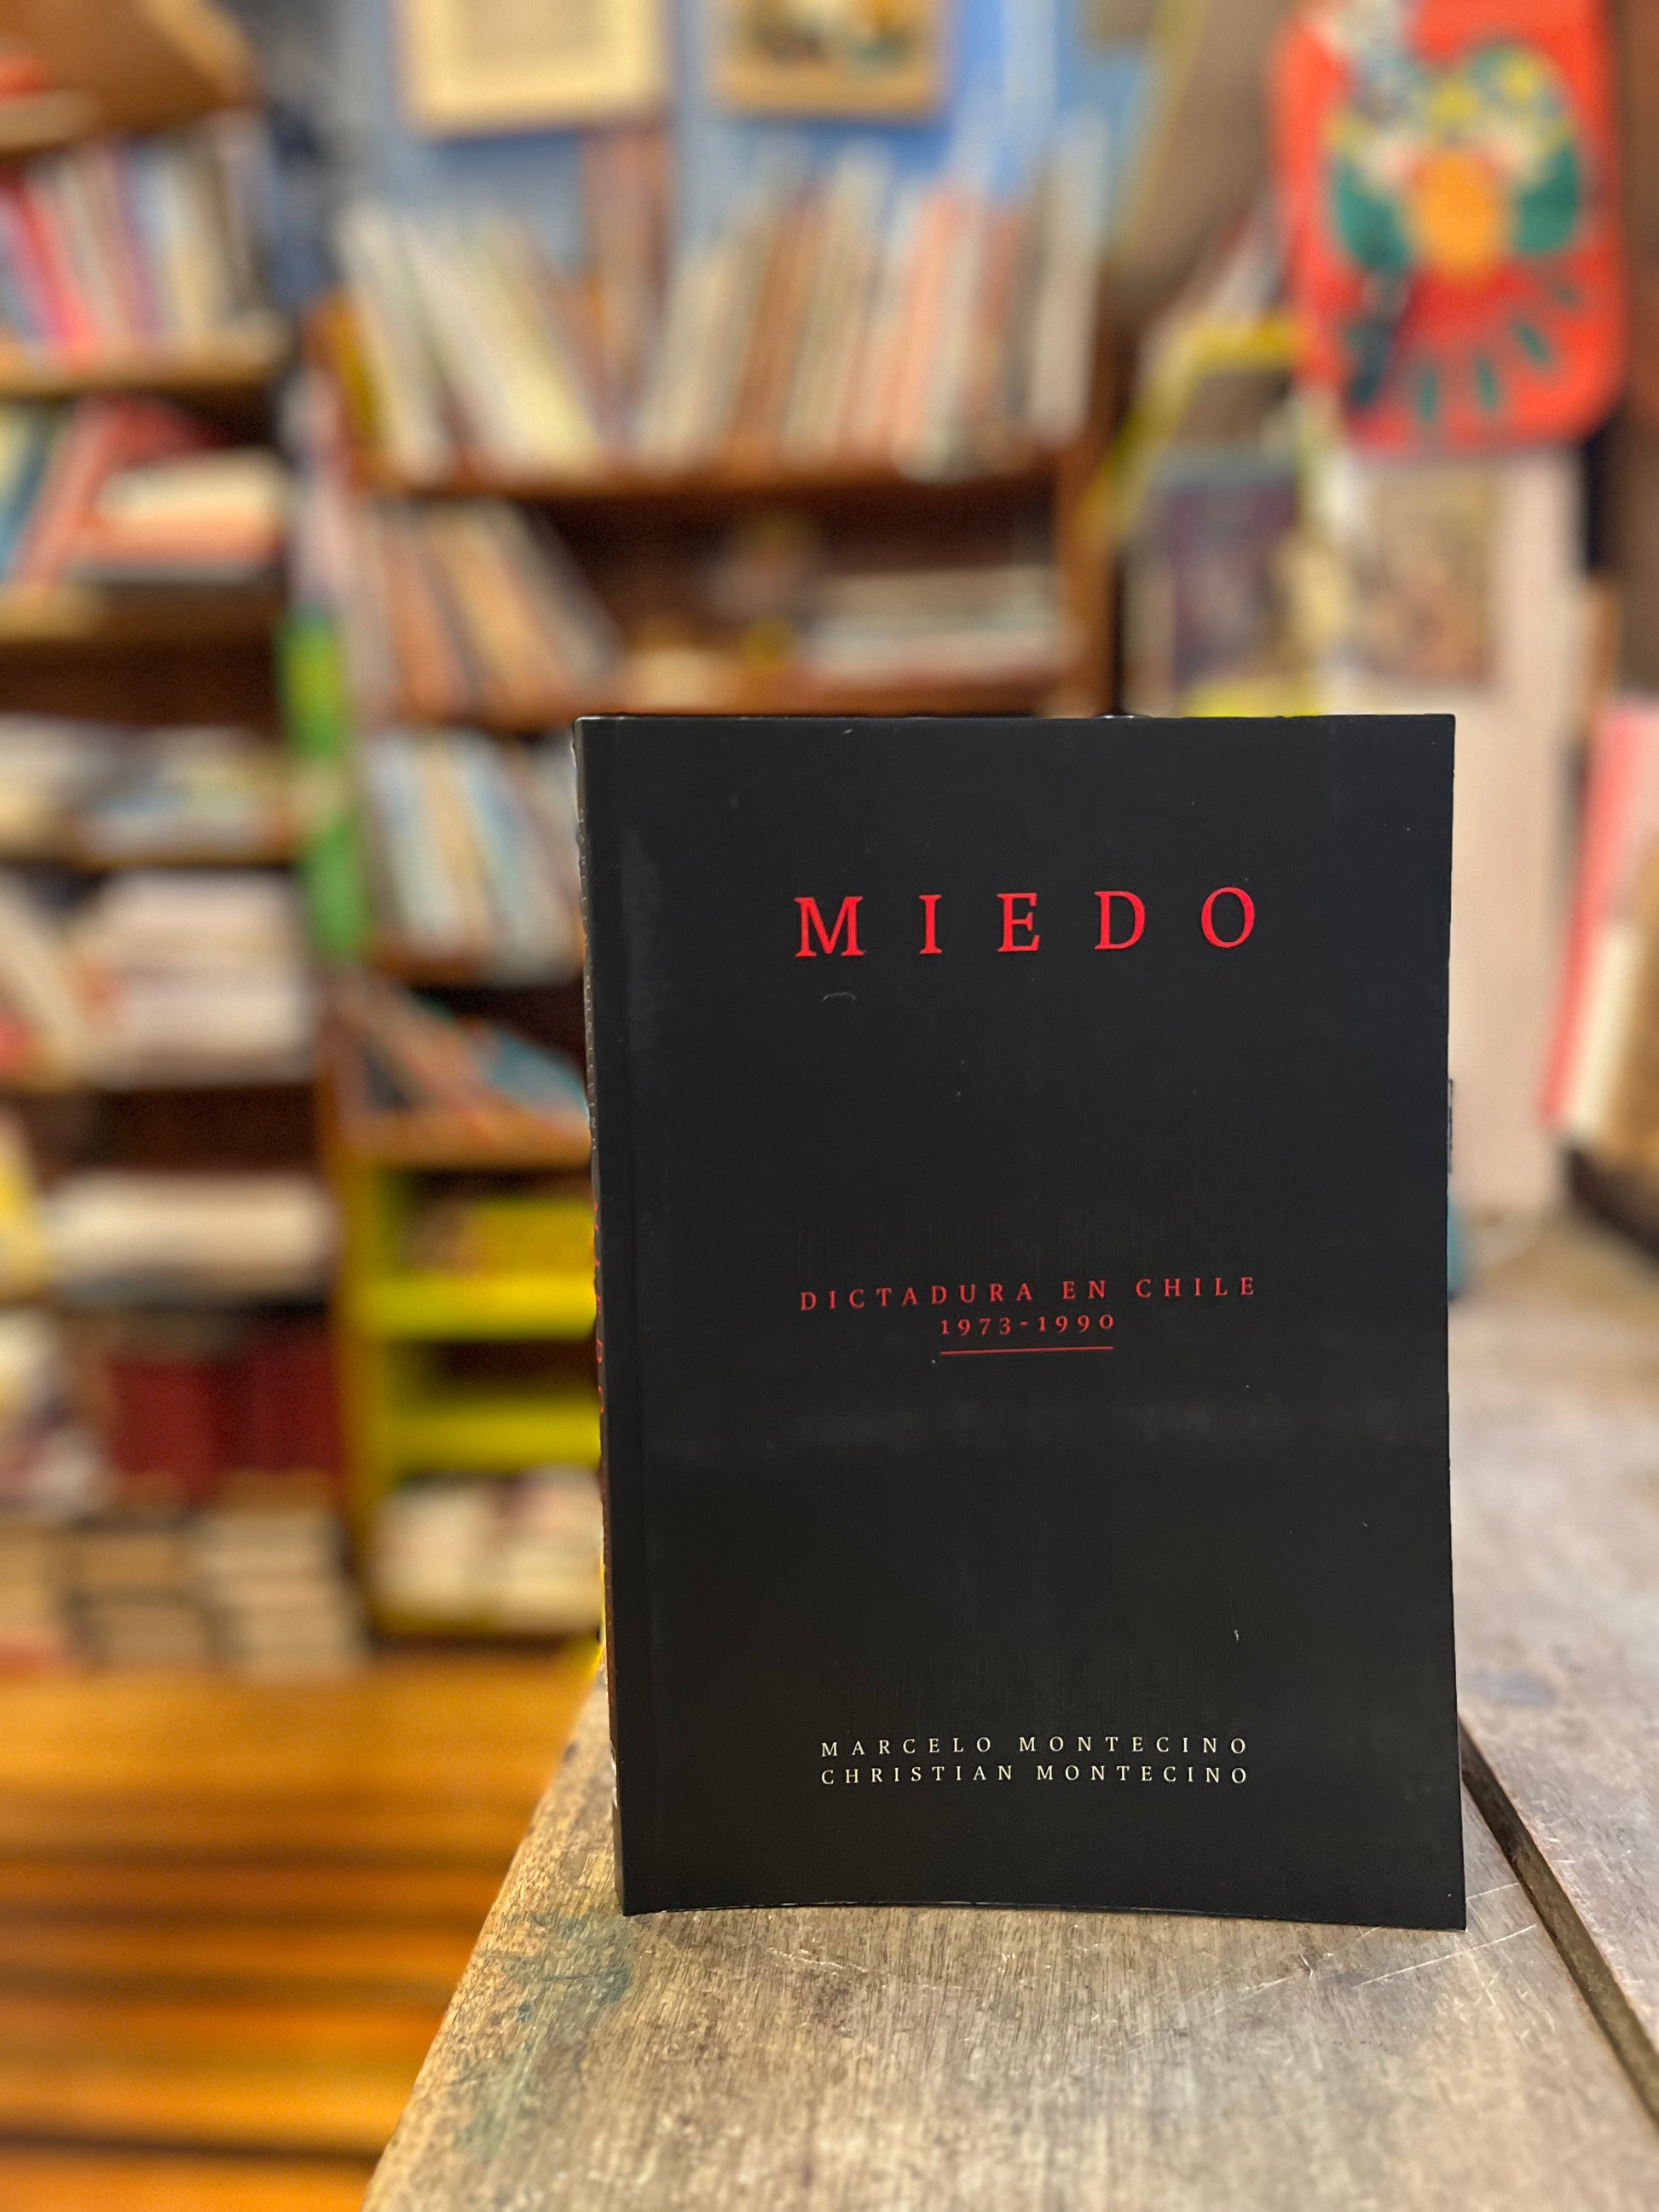 MIEDO
DICTADURA EN CHILE
1973-1990
MARCELO MONTECINO
CHRISTIAN MONTECINO